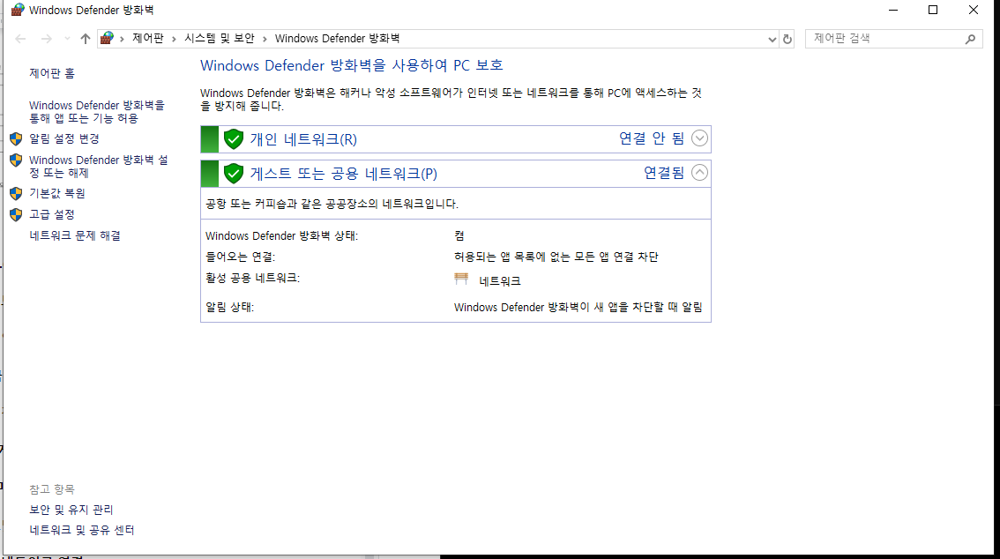 Windows Defender 방화벽
제어판 > 시스템 및 보안 > Windows Defender 방화벽
제어판 검색
제어판 홈
Windows Defender 방화벽을
통해 앱 또는 기능 허용
알림 설정 변경
Windows Defender 방화벽 설
정 또는 해제
기본값 복원
고급 설정
네트워크 문제 해결
참고 항목
보안 및 유지 관리
네트워크 및 공유 센터
Windows Defender 방화벽을 사용하여 PC 보호
Windows Defender 방화벽은 해커나 악성 소프트웨어가 인터넷 또는 네트워크를 통해 PC에 액세스하는 것
을 방지해 줍니다.
개인 네트워크(R) 연결 안 됨
게스트 또는 공용 네트워크(P) 연결됨
공항 또는 커피숍과 같은 공공장소의 네트워크입니다.
Windows Defender 방화벽 상태: 켬
들어오는 연결: 허용되는 앱 목록에 없는 모든 앱 연결 차단
활성 공용 네트워크: 네트워크
알림 상태: Windows Defender 방화벽이 새 앱을 차단할 때 알림